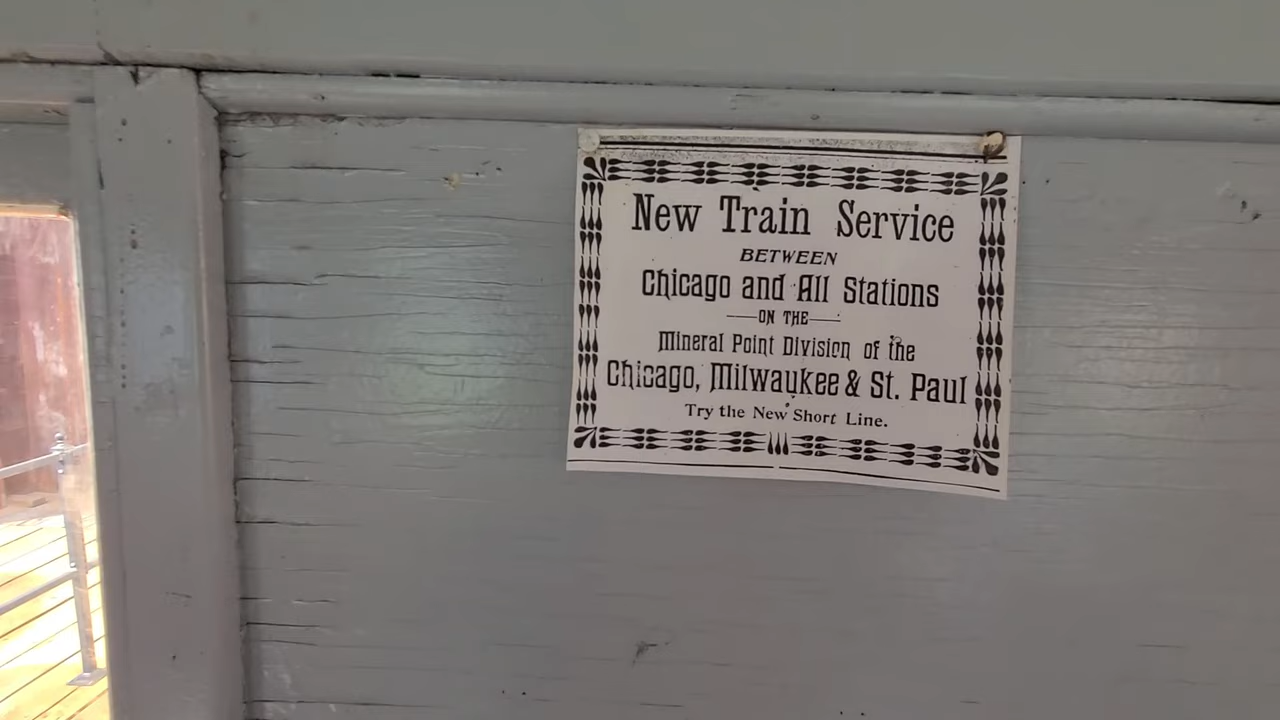 New Train Service
BETWEEN
Chicago and All Stations
ON THE
Mineral Point Division of the
Chicago, Milwaukee & St. Paul
Try the New Short Line.